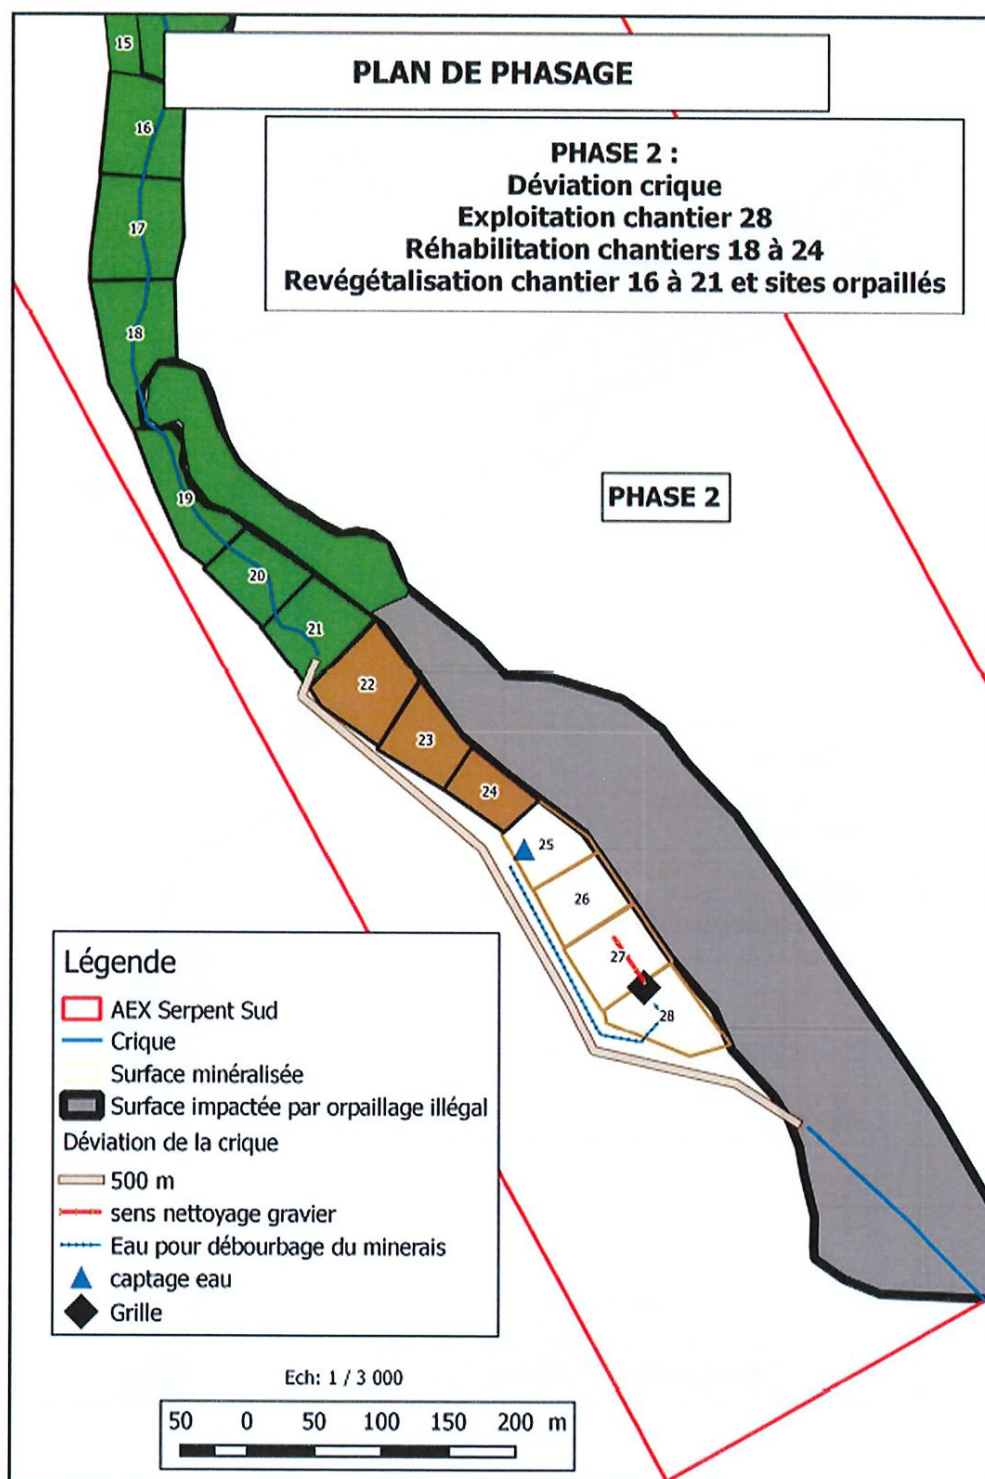 PLAN DE PHASAGE
PHASE 2 :
Déviation crique
Exploitation chantier 28
Réhabilitation chantiers 18 à 24
Revégétalisation chantier 16 à 21 et sites orpaillés
15
16
17
18
19
20
21
22
23
24
25
26
27
28
PHASE 2
Légende
AEX Serpent Sud
Crique
Surface minéralisée
Surface impactée par orpaillage illégal
Déviation de la crique
500 m
sens nettoyage gravier
Eau pour débourbage du minerais
captage eau
Grille
Ech: 1 / 3 000
50 0 50 100 150 200 m